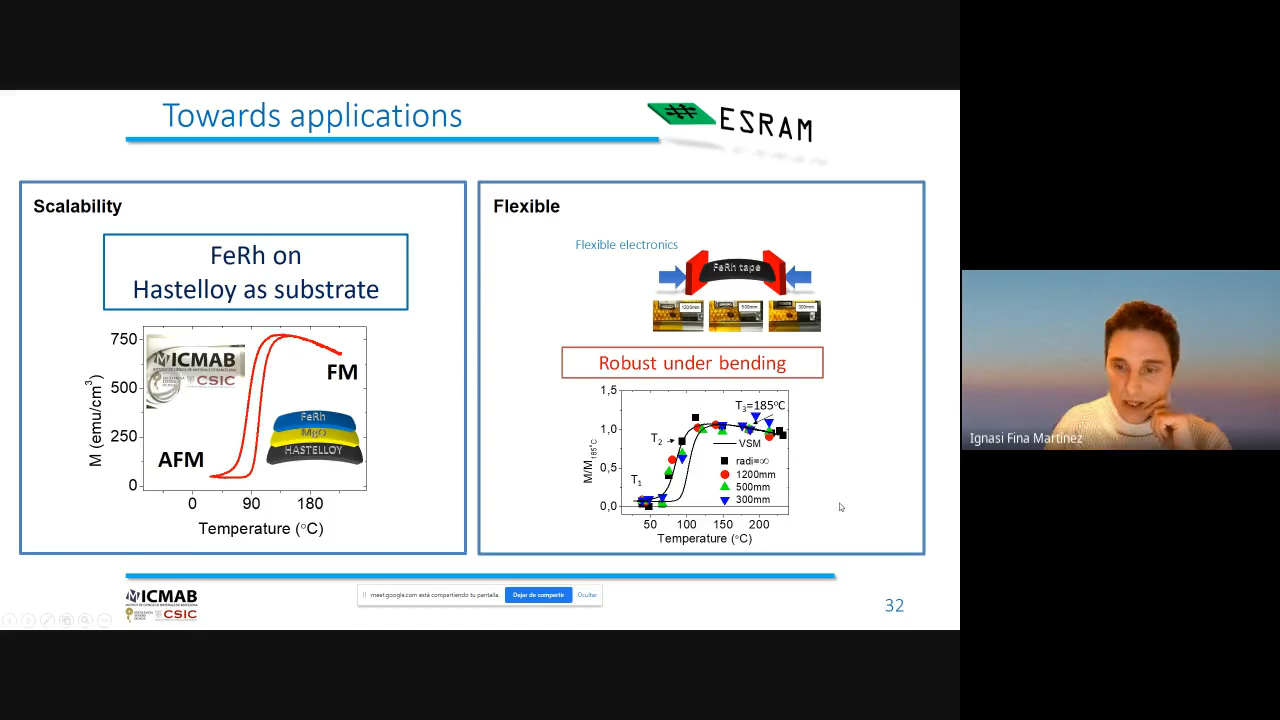 Towards applications
ESRAM
Scalability
FeRh on
Hastelloy as substrate
750
500
250
0
M (emu/cm³)
ICMAB
CSIC
FM
AFM
FeRh
MgO
HASTELLOY
0 90 180
Temperature (°C)
Flexible
Flexible electronics
FeRh tape
1200mm
500mm
300mm
Robust under bending
1,5
1,0
0,5
0,0
M/M185°C
T1
T2
T3=185°C
VSM
radi=∞
1200mm
500mm
300mm
50 100 150 200
Temperature (°C)
ICMAB
CSIC
meet.google.com está compartiendo tu pantalla.
Dejar de compartir
Ocultar
32
Ignasi Fina Martínez